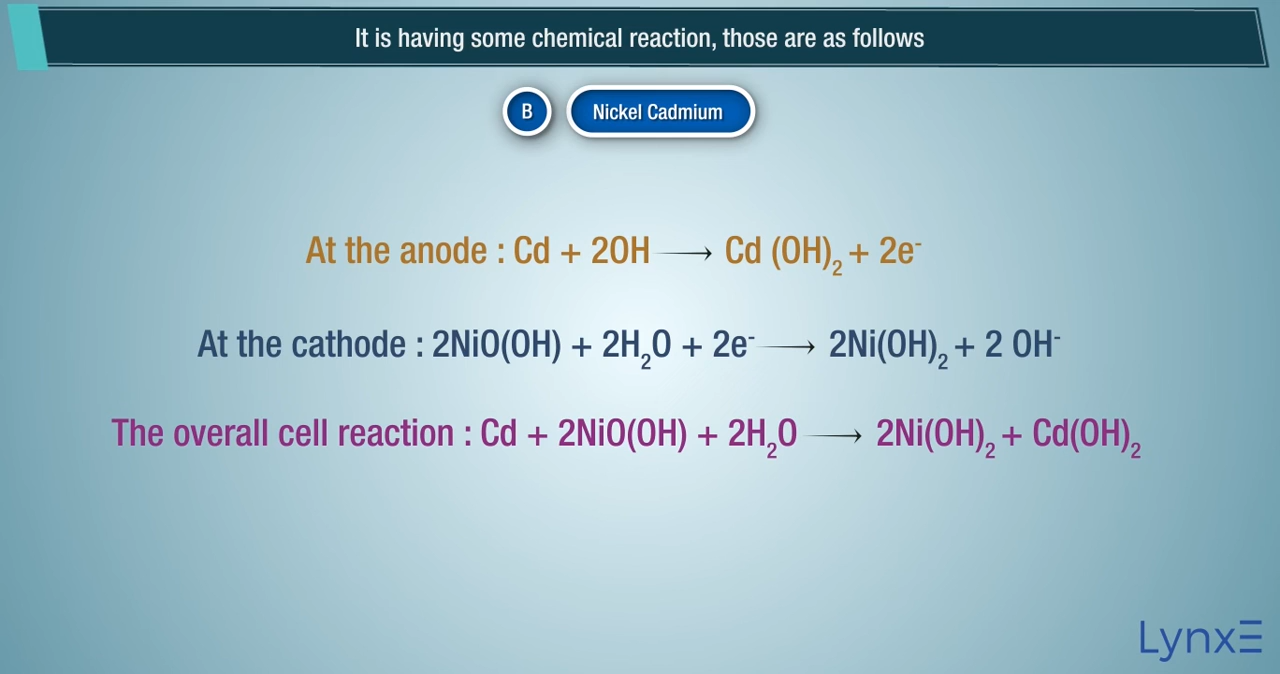 It is having some chemical reaction, those are as follows
B Nickel Cadmium
At the anode : Cd + 2OH ⟶ Cd (OH)₂ + 2e⁻
At the cathode : 2NiO(OH) + 2H₂O + 2e⁻ ⟶ 2Ni(OH)₂ + 2 OH⁻
The overall cell reaction : Cd + 2NiO(OH) + 2H₂O ⟶ 2Ni(OH)₂ + Cd(OH)₂
LynxE